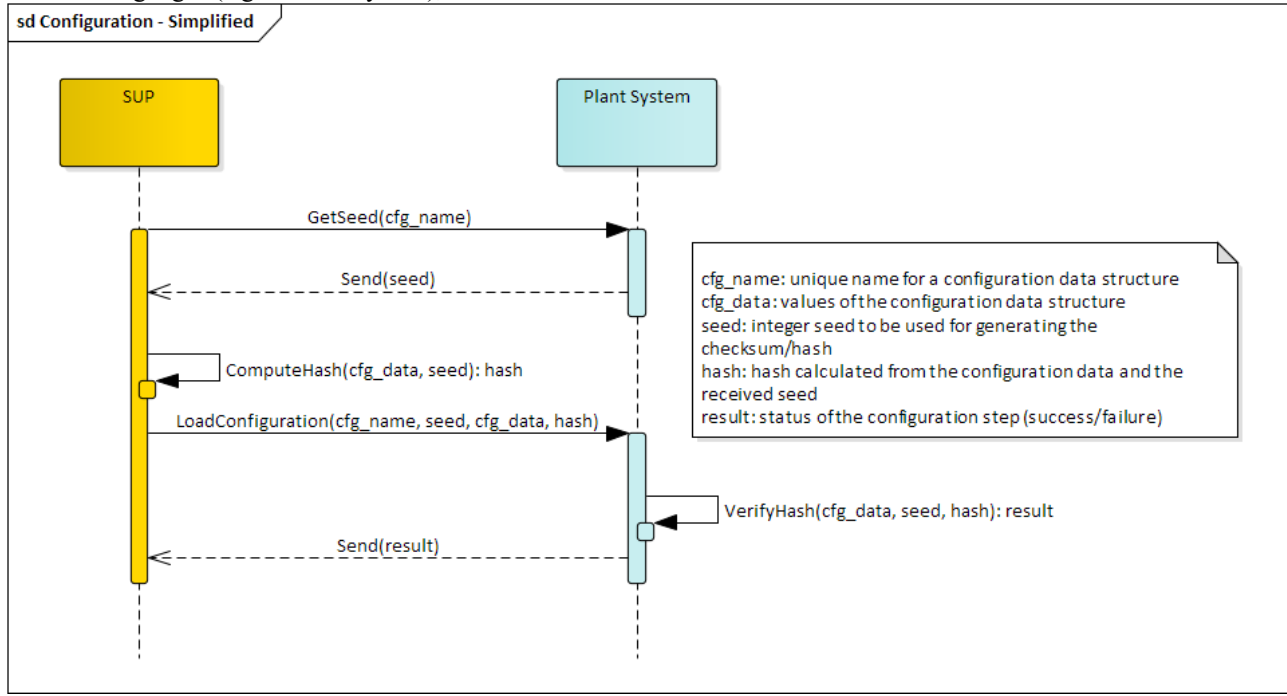 sd Configuration - Simplified
SUP
Plant System
GetSeed(cfg_name)
Send(seed)
cfg_name: unique name for a configuration data structure
cfg_data: values of the configuration data structure
seed: integer seed to be used for generating the
checksum/hash
hash: hash calculated from the configuration data and the
received seed
result: status of the configuration step (success/failure)
ComputeHash(cfg_data, seed): hash
LoadConfiguration(cfg_name, seed, cfg_data, hash)
VerifyHash(cfg_data, seed, hash): result
Send(result)